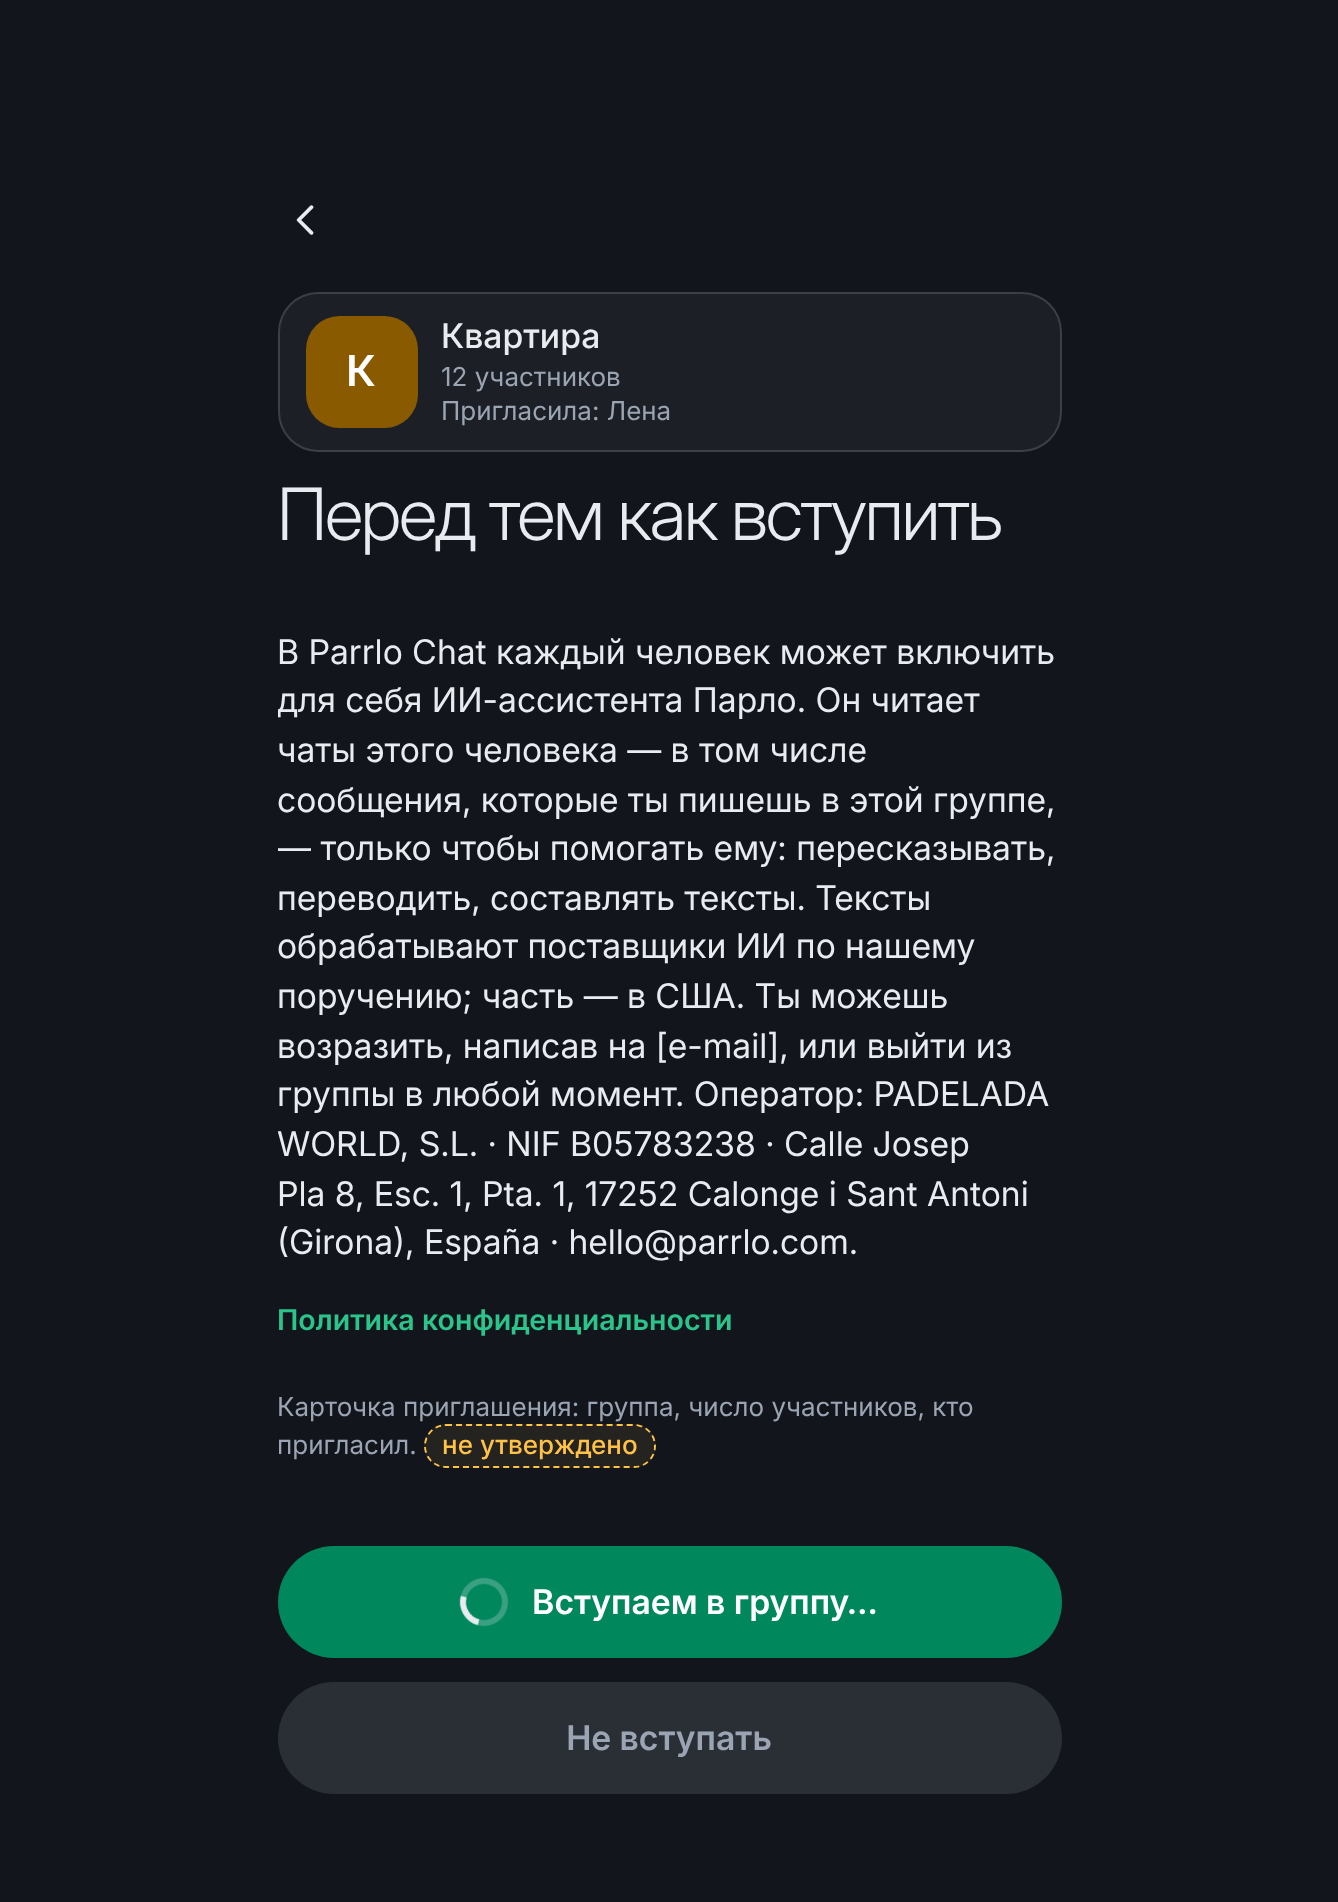 К
Квартира
12 участников
Пригласила: Лена
Перед тем как вступить
В Parrlo Chat каждый человек может включить
для себя ИИ-ассистента Парло. Он читает
чаты этого человека — в том числе
сообщения, которые ты пишешь в этой группе,
— только чтобы помогать ему: пересказывать,
переводить, составлять тексты. Тексты
обрабатывают поставщики ИИ по нашему
поручению; часть — в США. Ты можешь
возразить, написав на [e-mail], или выйти из
группы в любой момент. Оператор: PADELADA
WORLD, S.L. · NIF B05783238 · Calle Josep
Pla 8, Esc. 1, Pta. 1, 17252 Calonge i Sant Antoni
(Girona), España · hello@parrlo.com.
Политика конфиденциальности
Карточка приглашения: группа, число участников, кто
пригласил. не утверждено
Вступаем в группу...
Не вступать